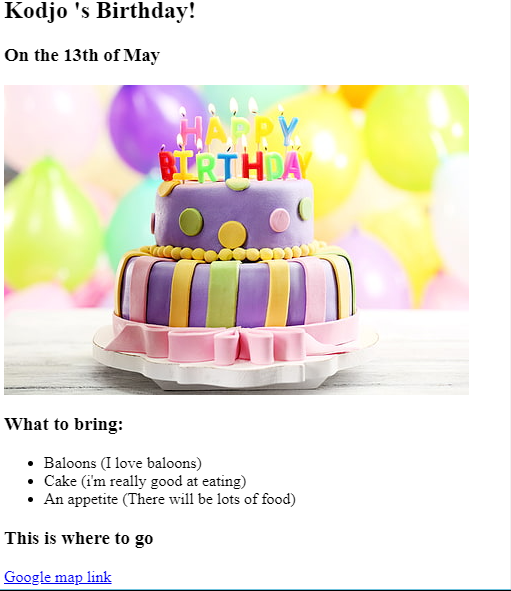 Kodjo 's Birthday!
On the 13th of May
HAPPY
BIRTHDAY
What to bring:
Baloons (I love baloons)
Cake (i'm really good at eating)
An appetite (There will be lots of food)
This is where to go
Google map link